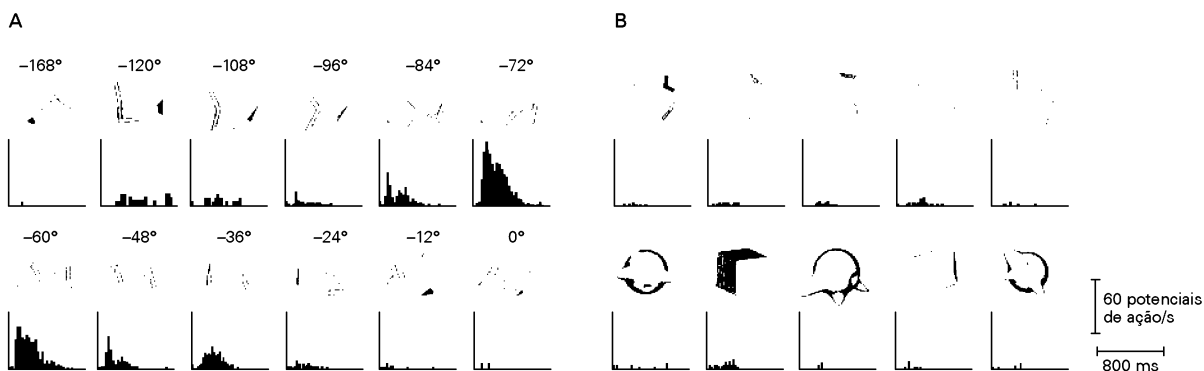 A
B
−168° −120° −108° −96° −84° −72°
−60° −48° −36° −24° −12° 0°
60 potenciais
de ação/s
800 ms